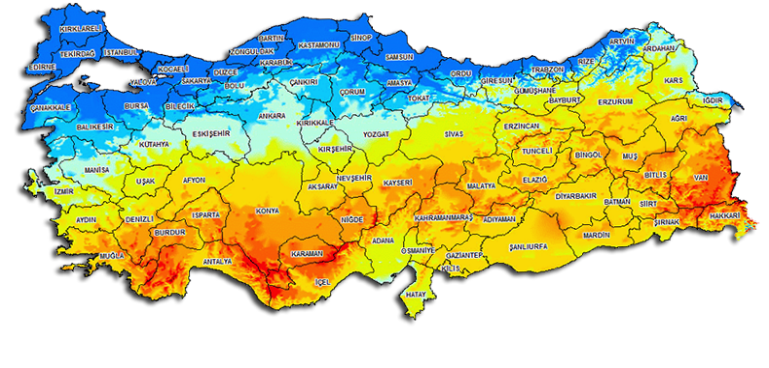 KIRKLARELİ
TEKİRDAĞ
EDİRNE
İSTANBUL
YALOVA
KOCAELİ
SAKARYA
DÜZCE
ZONGULDAK
BARTIN
KARABÜK
BOLU
KASTAMONU
SİNOP
SAMSUN
ÇANKIRI
ÇORUM
AMASYA
TOKAT
ORDU
GİRESUN
TRABZON
RİZE
ARTVİN
ARDAHAN
KARS
GÜMÜŞHANE
BAYBURT
ERZURUM
IĞDIR
AĞRI
ÇANAKKALE
BALIKESİR
BURSA
BİLECİK
ESKİŞEHİR
KÜTAHYA
ANKARA
KIRIKKALE
KIRŞEHİR
YOZGAT
SİVAS
ERZİNCAN
TUNCELİ
BİNGÖL
MUŞ
BİTLİS
VAN
MANİSA
İZMİR
UŞAK
AFYON
AKSARAY
NEVŞEHİR
KAYSERİ
MALATYA
ELAZIĞ
DİYARBAKIR
BATMAN
SİİRT
ŞIRNAK
HAKKARİ
AYDIN
DENİZLİ
ISPARTA
BURDUR
KONYA
NİĞDE
KAHRAMANMARAŞ
ADIYAMAN
MARDİN
ŞANLIURFA
MUĞLA
ANTALYA
KARAMAN
İÇEL
ADANA
OSMANİYE
GAZİANTEP
KİLİS
HATAY